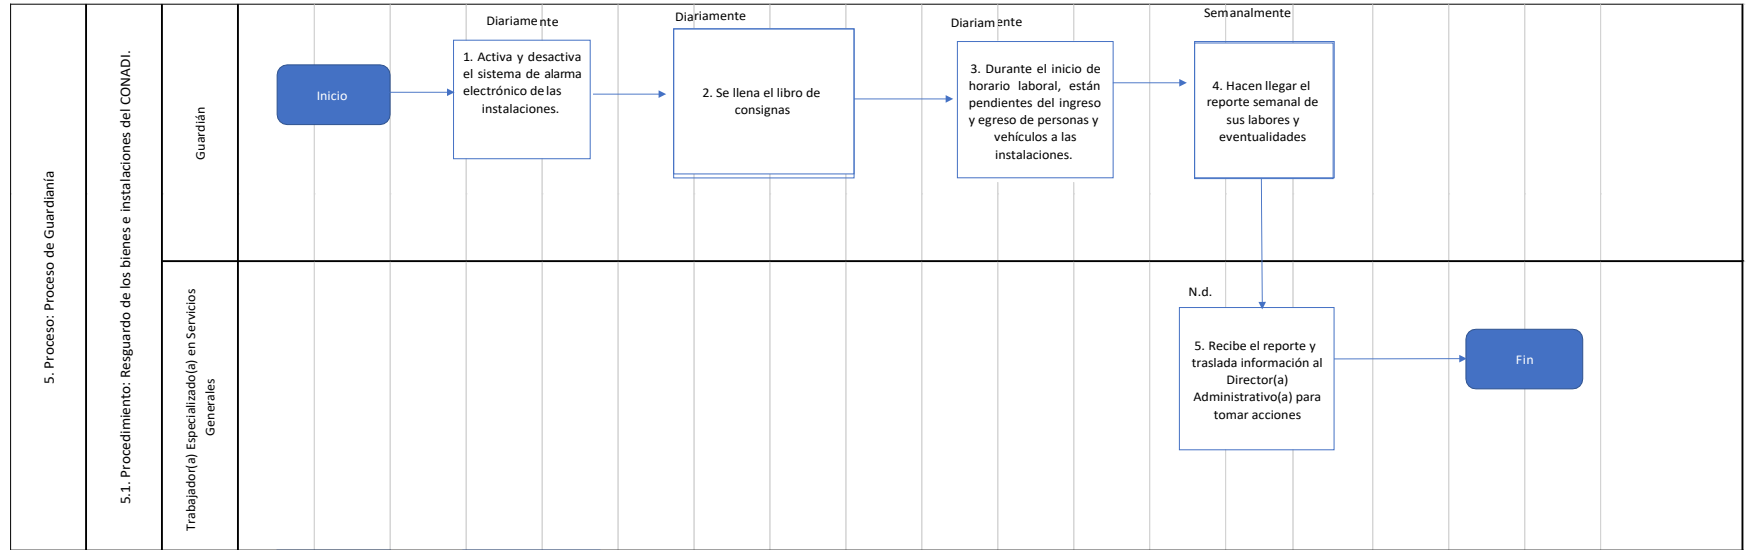 5. Proceso: Proceso de Guardianía
5.1. Procedimiento: Resguardo de los bienes e instalaciones del CONADI.
Guardián
Inicio
Diariamente
1. Activa y desactiva
el sistema de alama
electrónico de las
instalaciones.
Diariamente
2. Se llena el libro de
consignas
Diariamente
3. Durante el inicio de
horario laboral, están
pendientes del ingreso
y egreso de personas y
vehículos a las
instalaciones.
Semanalmente
4. Hacen llegar el
reporte semanal de
sus labores y
eventualidades
Trabajador(a) Especializado(a) en Servicios
Generales
N.d.
5. Recibe el reporte y
traslada información al
Director(a)
Administrativo(a) para
tomar acciones
Fin